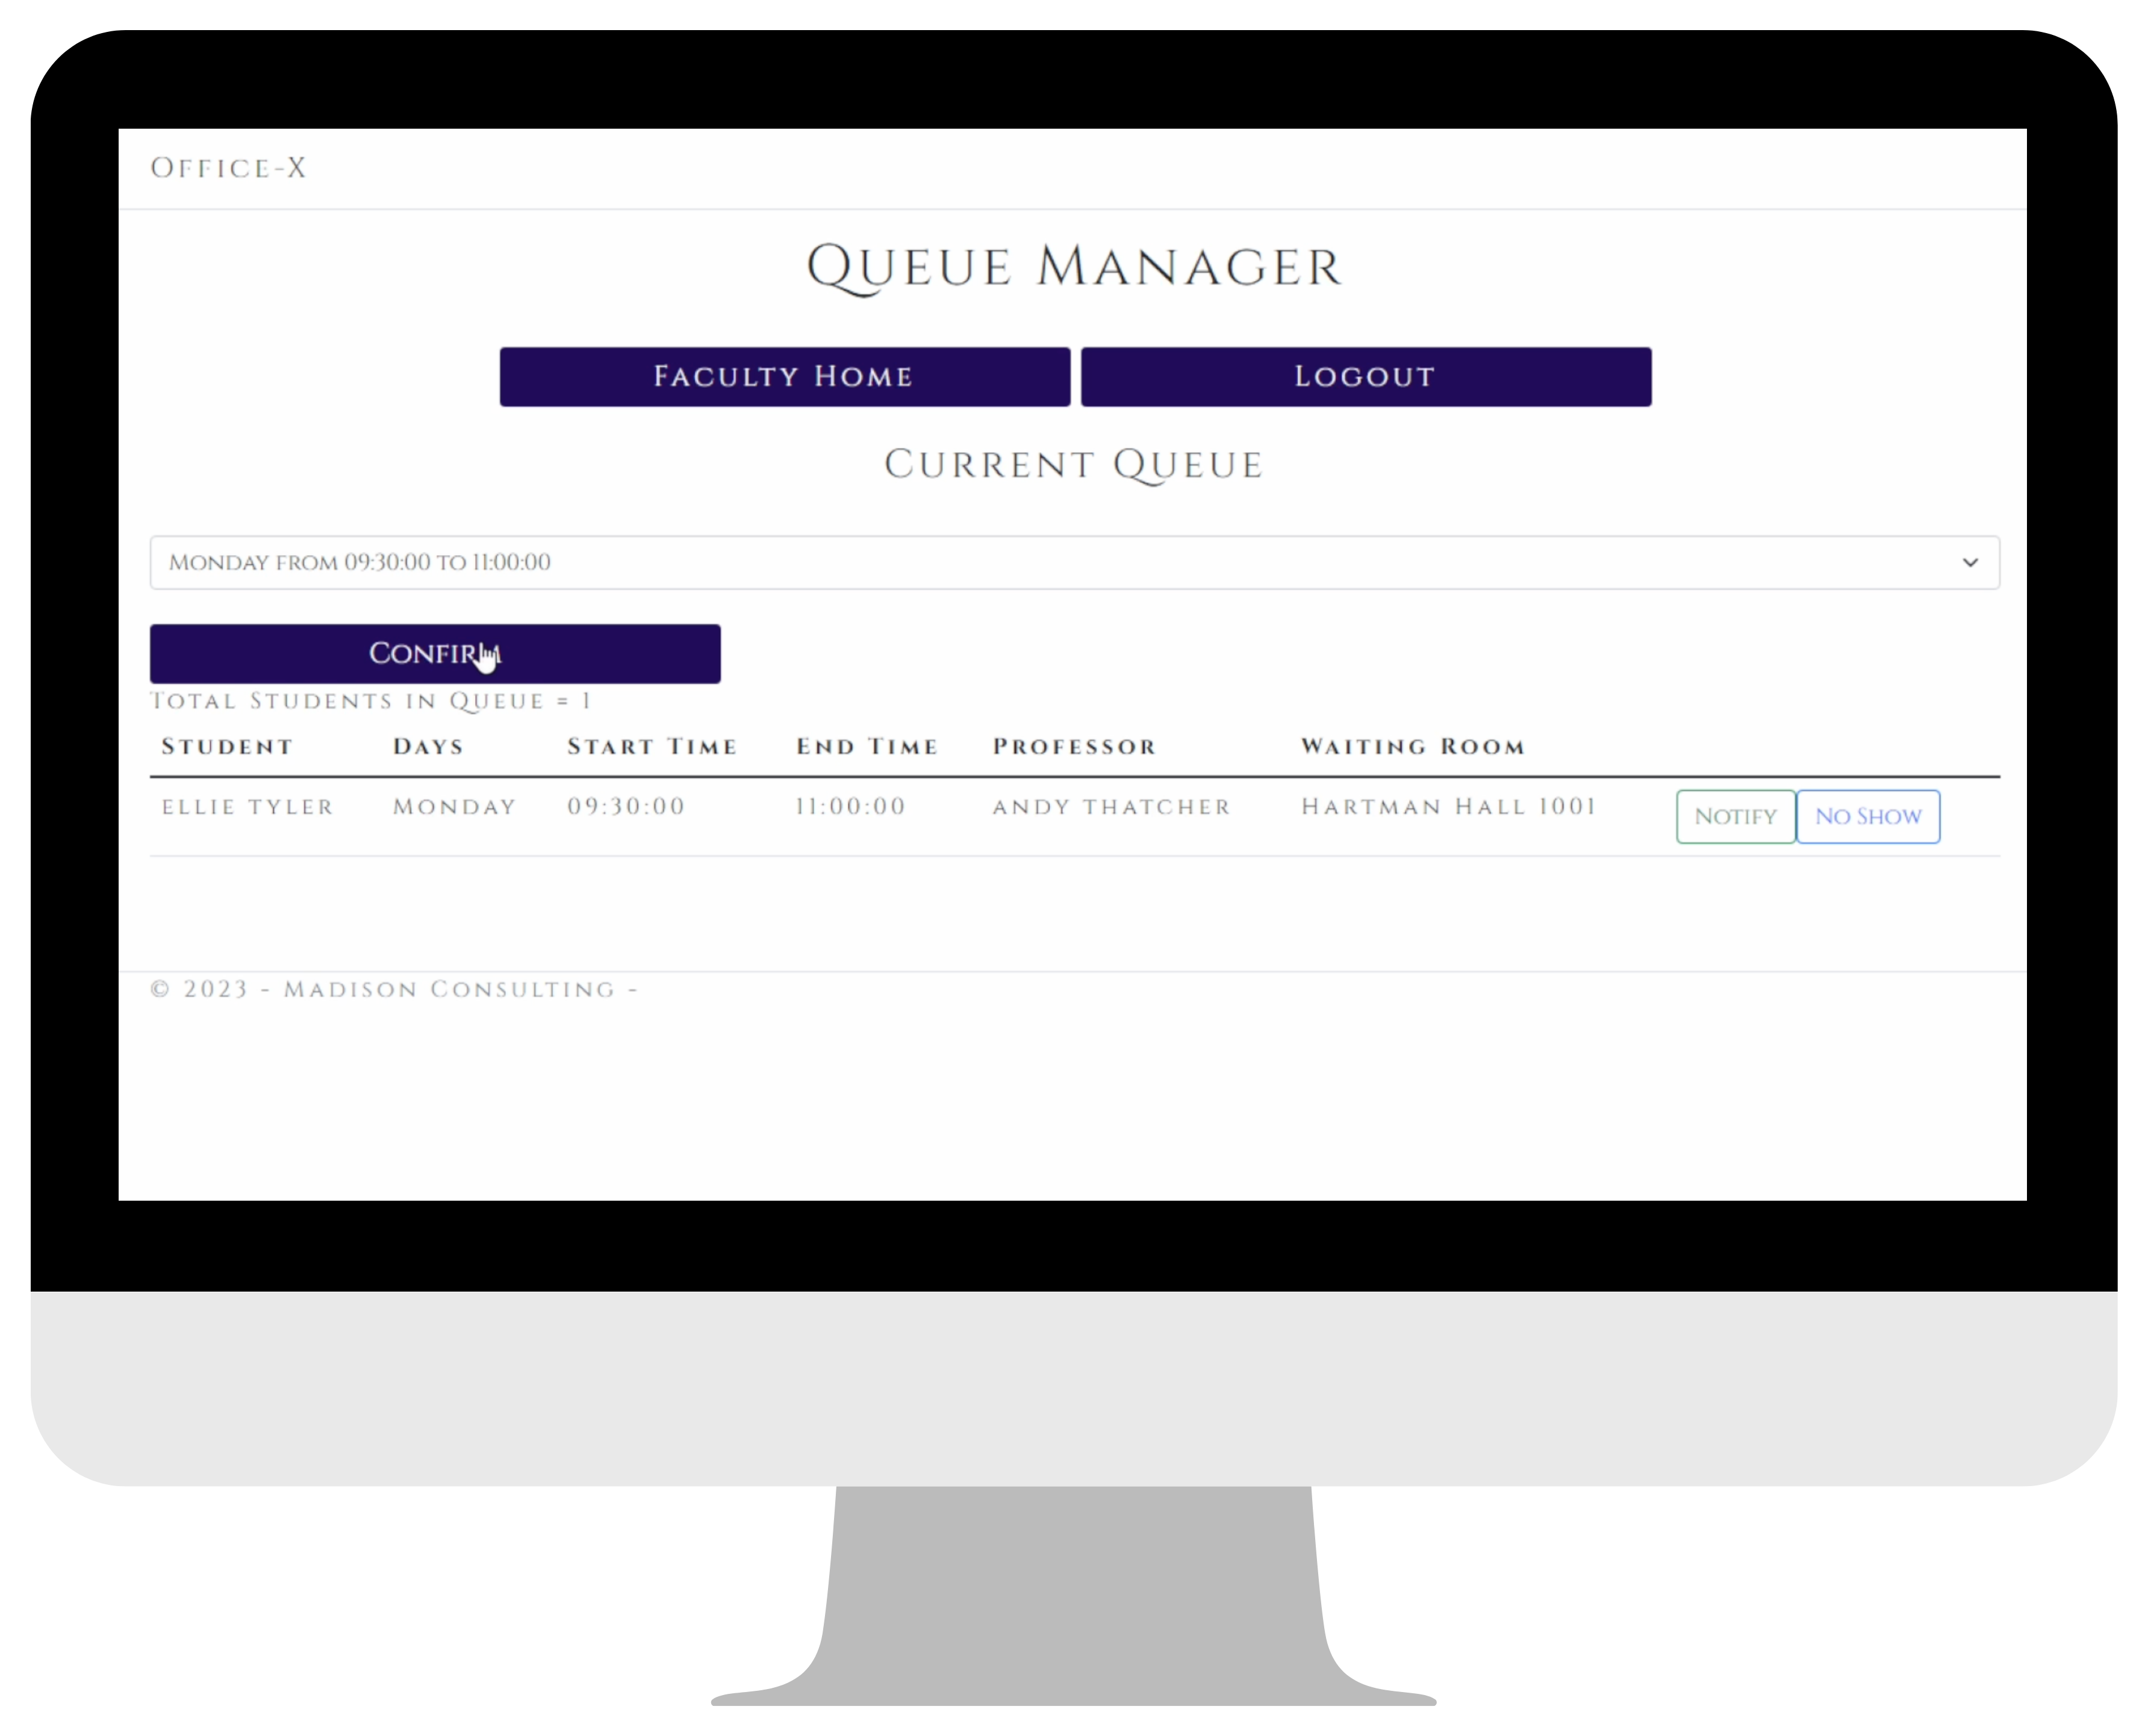 Office-X
Queue Manager
Faculty Home Logout
Current Queue
Monday from 09:30:00 to 11:00:00
Confirm
Total Students in Queue = 1
Student Days Start Time End Time Professor Waiting Room
Ellie Tyler Monday 09:30:00 11:00:00 Andy Thatcher Hartman Hall 1001 Notify No Show
© 2023 - Madison Consulting -